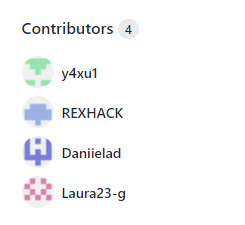 Contributors 4
y4xu1
REXHACK
Daniielad
Laura23-g